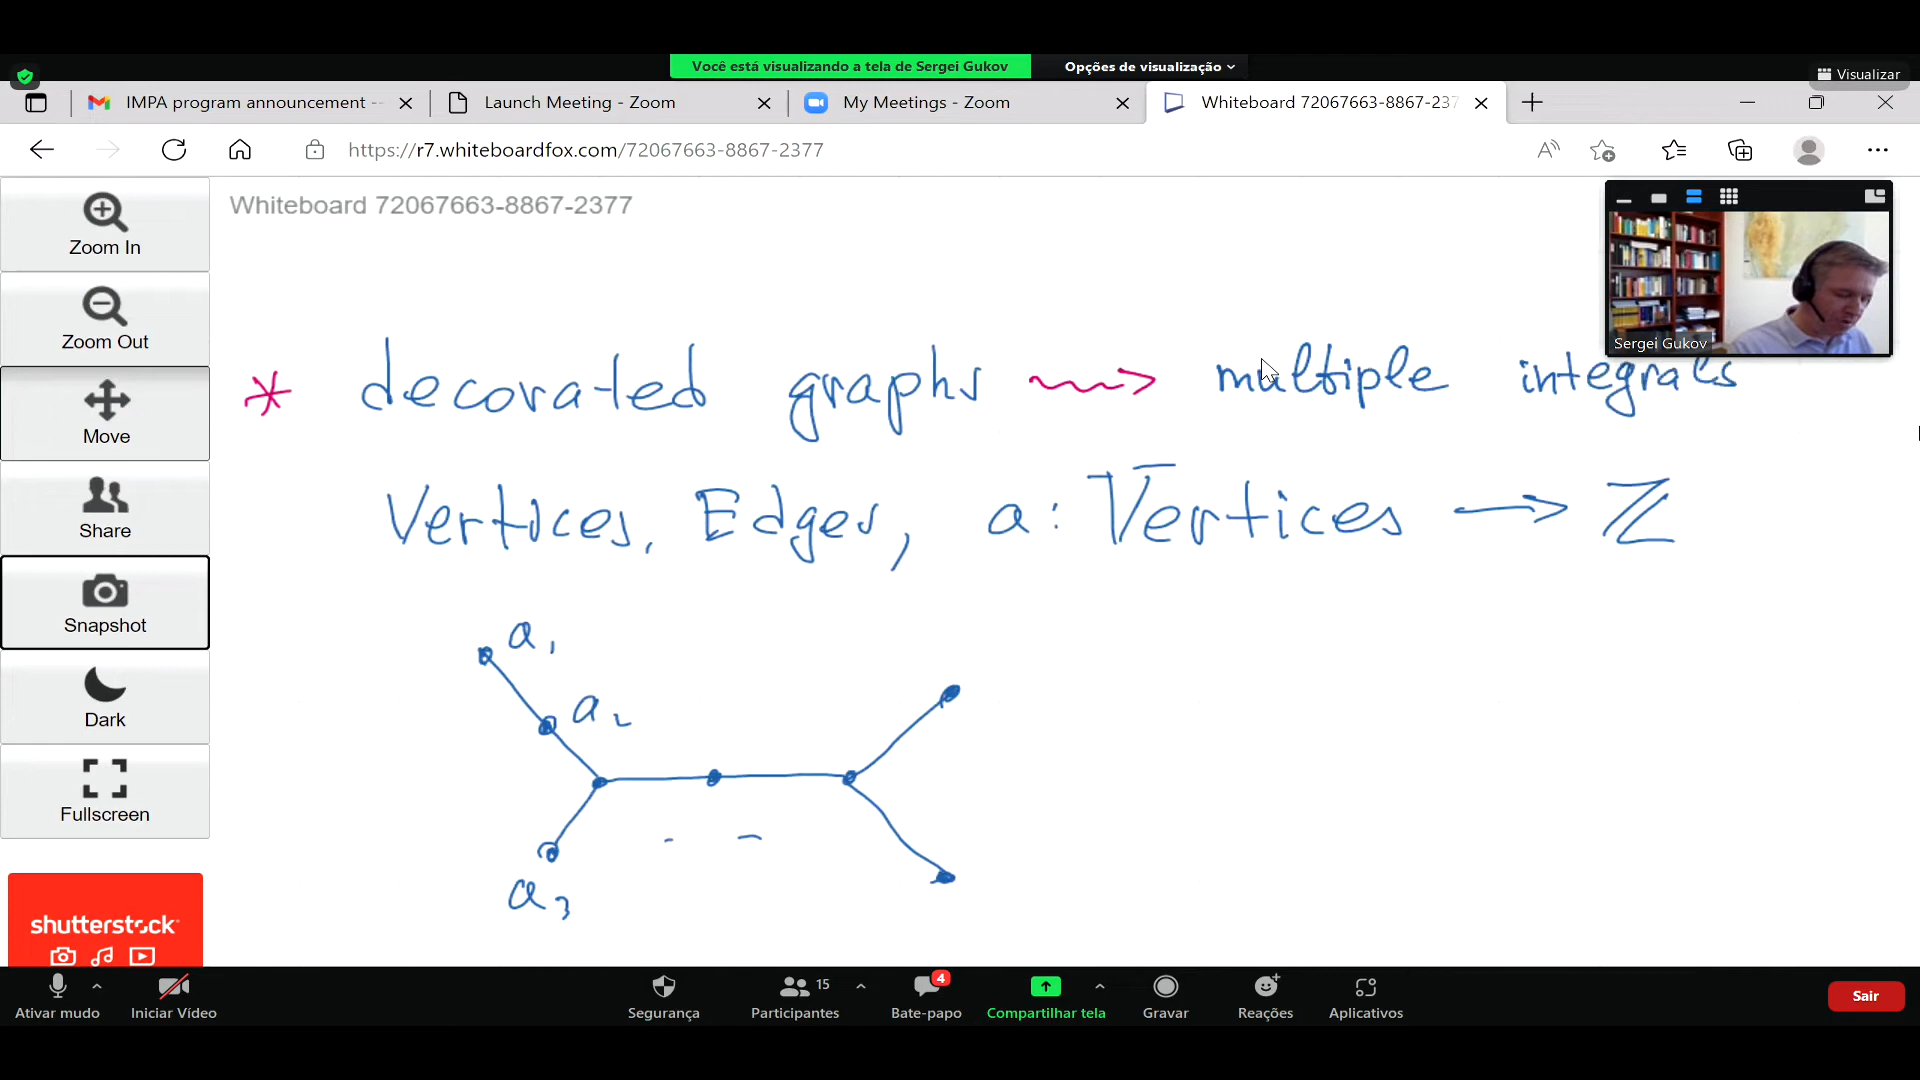 Você está visualizando a tela de Sergei Gukov
Opções de visualização
Visualizar
IMPA program announcement --
Launch Meeting - Zoom
My Meetings - Zoom
Whiteboard 72067663-8867-237
https://r7.whiteboardfox.com/72067663-8867-2377
Whiteboard 72067663-8867-2377
Zoom In
Zoom Out
Move
Share
Snapshot
Dark
Fullscreen
shutterstock
Sergei Gukov
* decorated graphs ⟿ multiple integrals
Vertices, Edges, a: Vertices → ℤ
a₁
a₂
a₃
Ativar mudo
Iniciar Vídeo
Segurança
15
Participantes
4
Bate-papo
Compartilhar tela
Gravar
Reações
Aplicativos
Sair